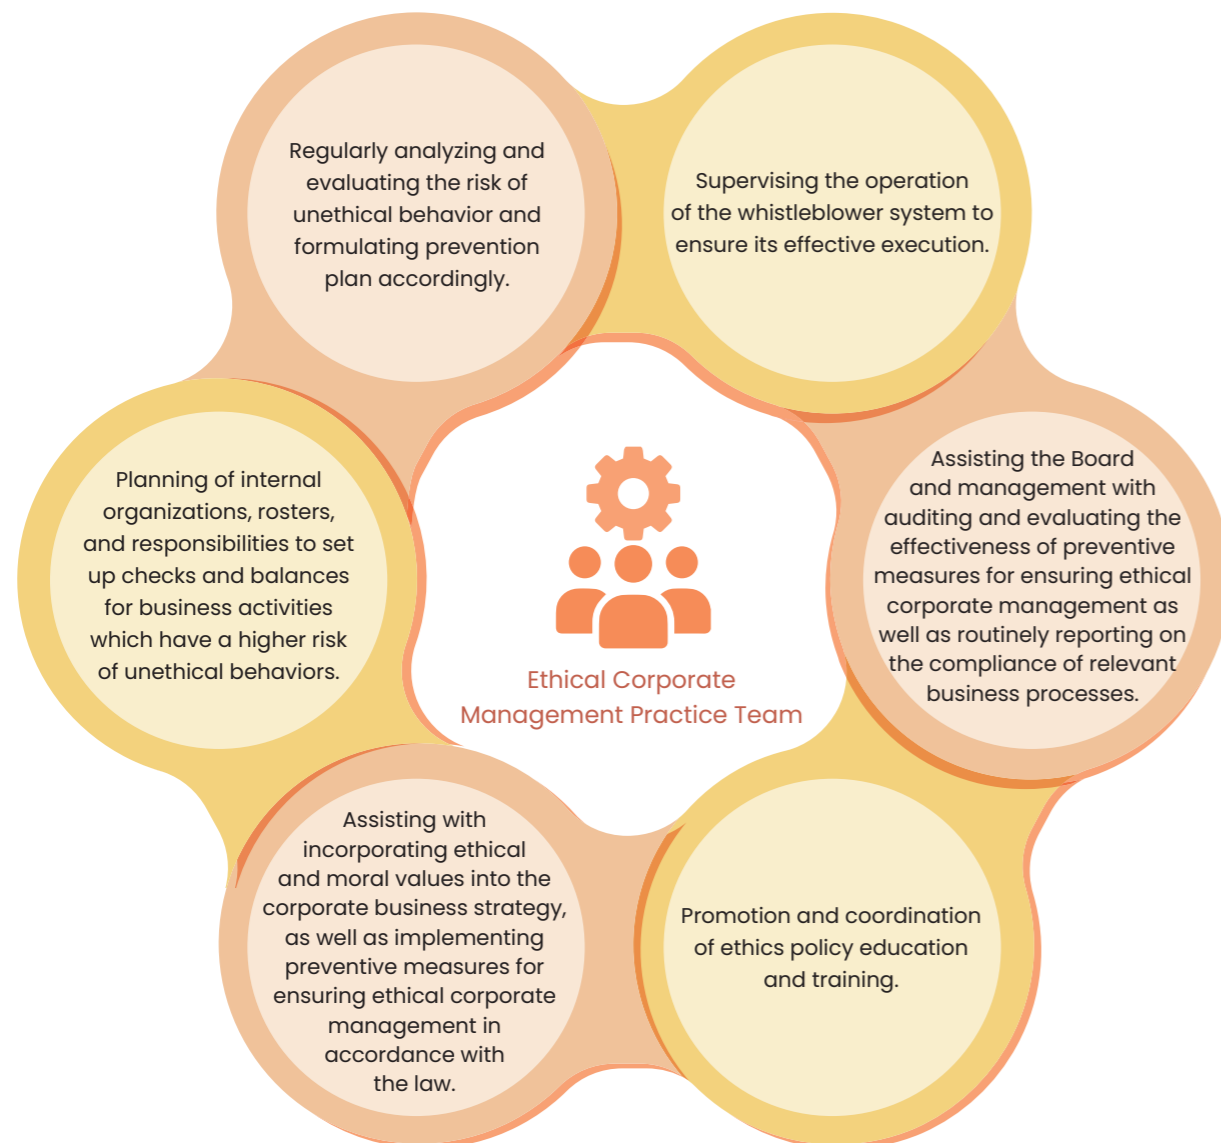 Regularly analyzing and
evaluating the risk of
unethical behavior and
formulating prevention
plan accordingly.
Supervising the operation
of the whistleblower system to
ensure its effective execution.
Planning of internal
organizations, rosters,
and responsibilities to set
up checks and balances
for business activities
which have a higher risk
of unethical behaviors.
Ethical Corporate
Management Practice Team
Assisting the Board
and management with
auditing and evaluating the
effectiveness of preventive
measures for ensuring ethical
corporate management as
well as routinely reporting on
the compliance of relevant
business processes.
Assisting with
incorporating ethical
and moral values into the
corporate business strategy,
as well as implementing
preventive measures for
ensuring ethical corporate
management in
accordance with
the law.
Promotion and coordination
of ethics policy education
and training.